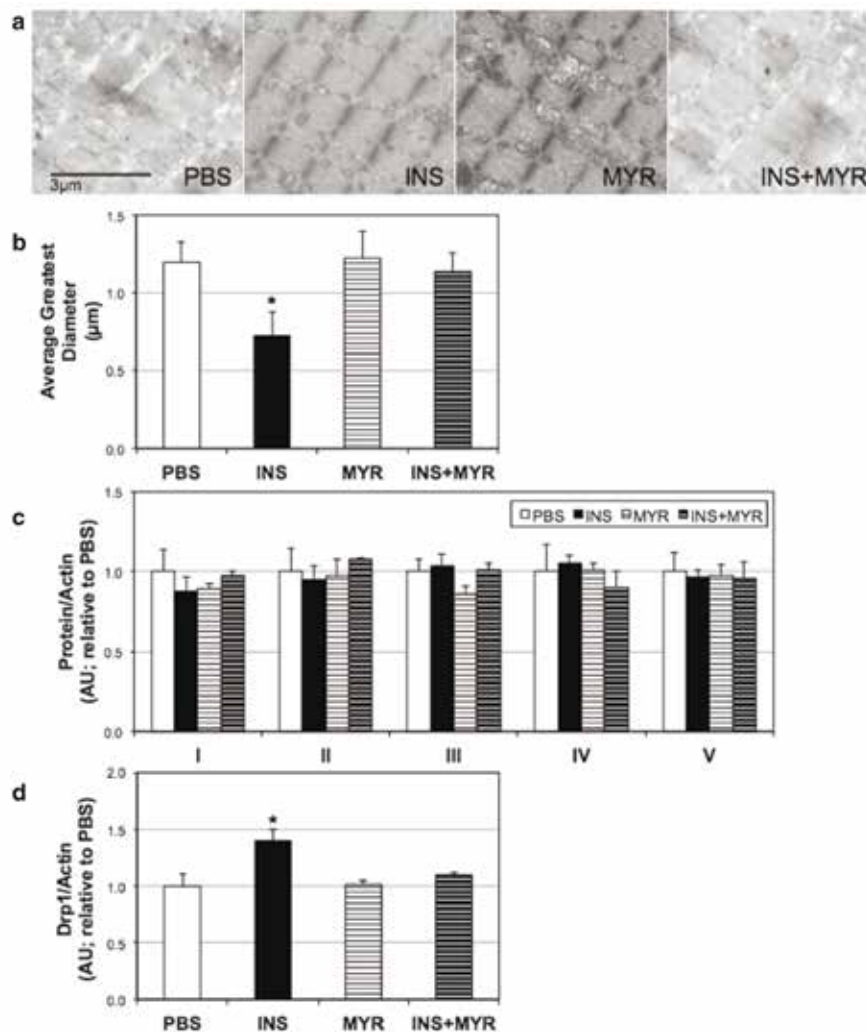 a
PBS
INS
MYR
INS+MYR
3µm
b
Average Greatest
Diameter
(µm)
1.5
1.0
0.5
0.0
PBS
INS
MYR
INS+MYR
*
c
Protein/Actin
(AU; relative to PBS)
1.5
1.0
0.5
0.0
PBS INS MYR INS+MYR
I
II
III
IV
V
d
Drp1/Actin
(AU; relative to PBS)
2.0
1.5
1.0
0.5
0.0
*
PBS
INS
MYR
INS+MYR